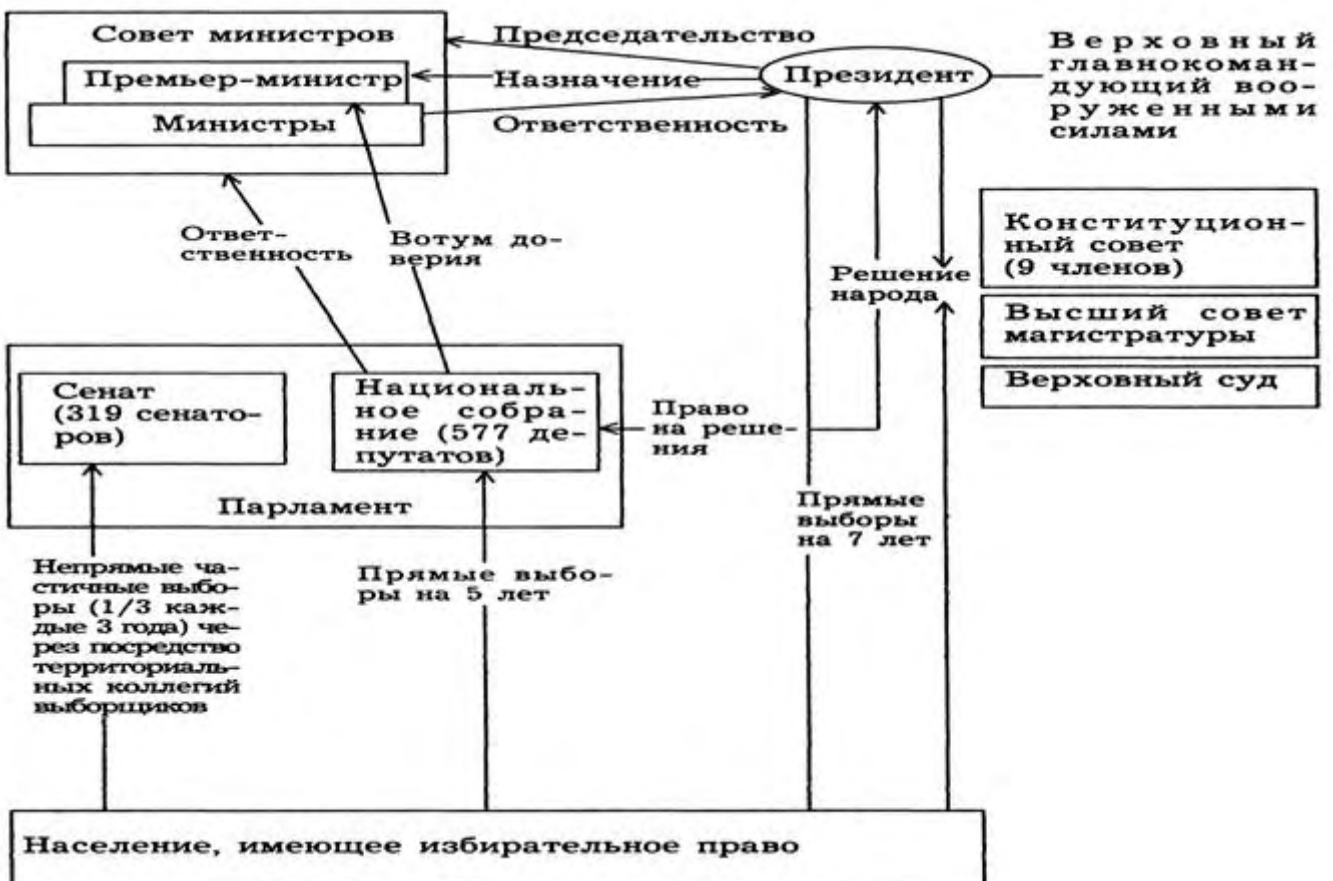 Совет министров
Премьер-министр
Министры
Председательство
Назначение
Ответственность
Президент
Верховный
главнокоман-
дующий воо-
руженными
силами
Ответ-
ственность
Вотум до-
верия
Решение
народа
Конституцион-
ный совет
(9 членов)
Высший совет
магистратуры
Верховный суд
Сенат
(319 сенато-
ров)
Националь-
ное собра-
ние (577 де-
путатов)
Право
на реше-
ния
Парламент
Непрямые ча-
стичные выбо-
ры (1/3 каж-
дые 3 года) че-
рез посредство
территориаль-
ных коллегий
выборщиков
Прямые выбо-
ры на 5 лет
Прямые
выборы
на 7 лет
Население, имеющее избирательное право